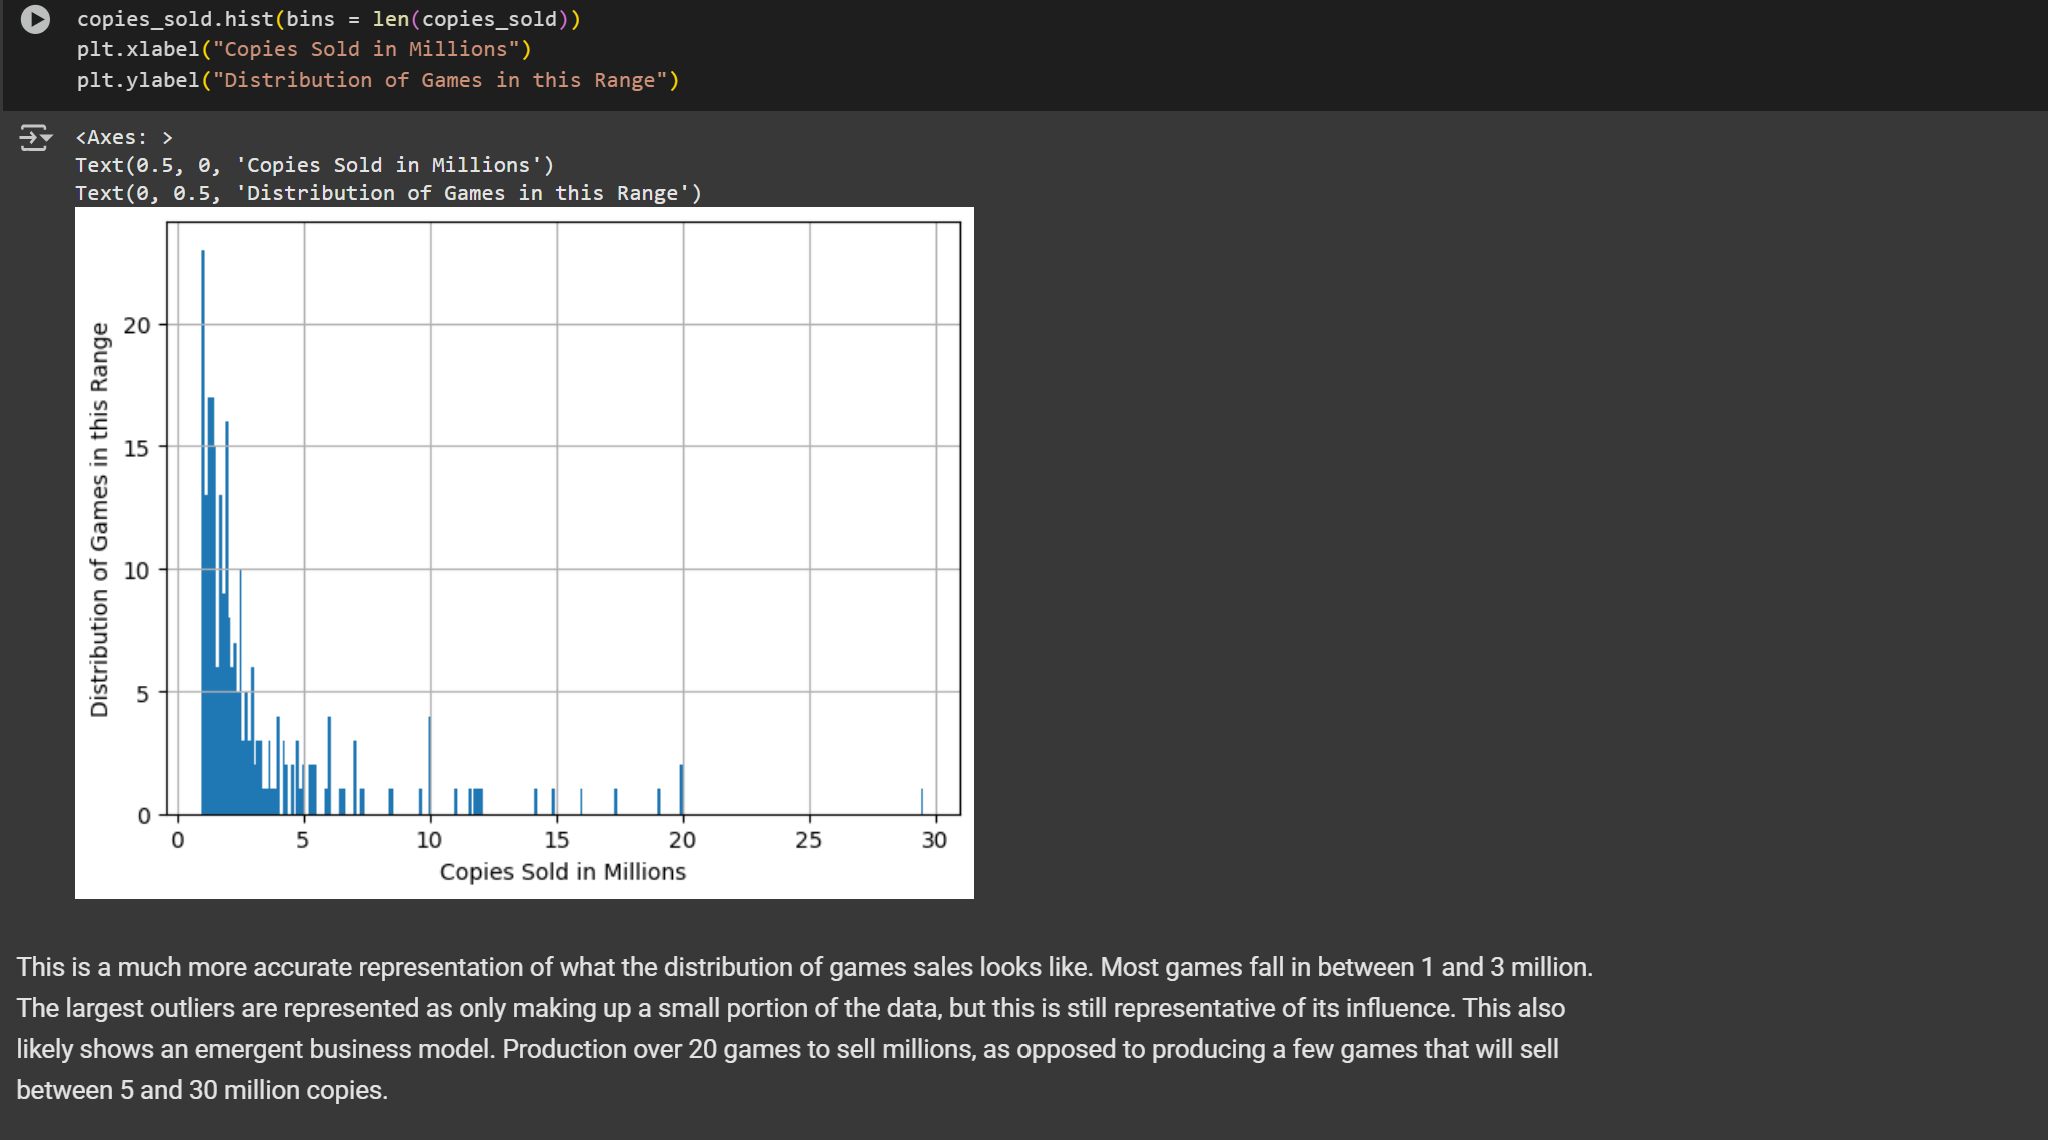 copies_sold.hist(bins = len(copies_sold))
plt.xlabel("Copies Sold in Millions")
plt.ylabel("Distribution of Games in this Range")
<Axes: >
Text(0.5, 0, 'Copies Sold in Millions')
Text(0, 0.5, 'Distribution of Games in this Range')
Distribution of Games in this Range
20
15
10
5
0
0 5 10 15 20 25 30
Copies Sold in Millions
This is a much more accurate representation of what the distribution of games sales looks like. Most games fall in between 1 and 3 million.
The largest outliers are represented as only making up a small portion of the data, but this is still representative of its influence. This also
likely shows an emergent business model. Production over 20 games to sell millions, as opposed to producing a few games that will sell
between 5 and 30 million copies.